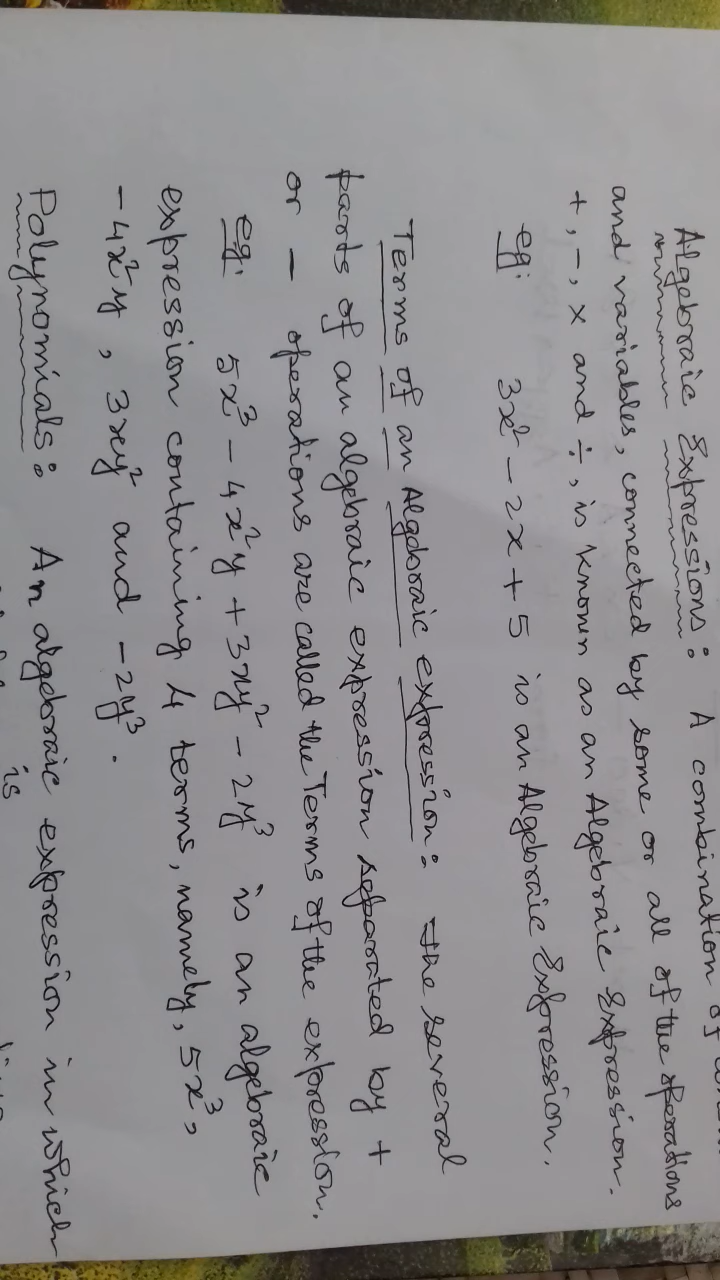 Algebraic Expressions: A combination of
and variables, connected by some or all of the operations
+, -, × and ÷, is known as an Algebraic Expression.
eg: 3x² - 2x + 5 is an Algebraic Expression.
Terms of an Algebraic expression: The several
parts of an algebraic expression separated by +
or - operations are called the Terms of the expression.
eg: 5x³ - 4x²y + 3xy² - 2y³ is an algebraic
expression containing 4 terms, namely, 5x³,
-4x²y, 3xy² and -2y³.
Polynomials: An algebraic expression in which
is